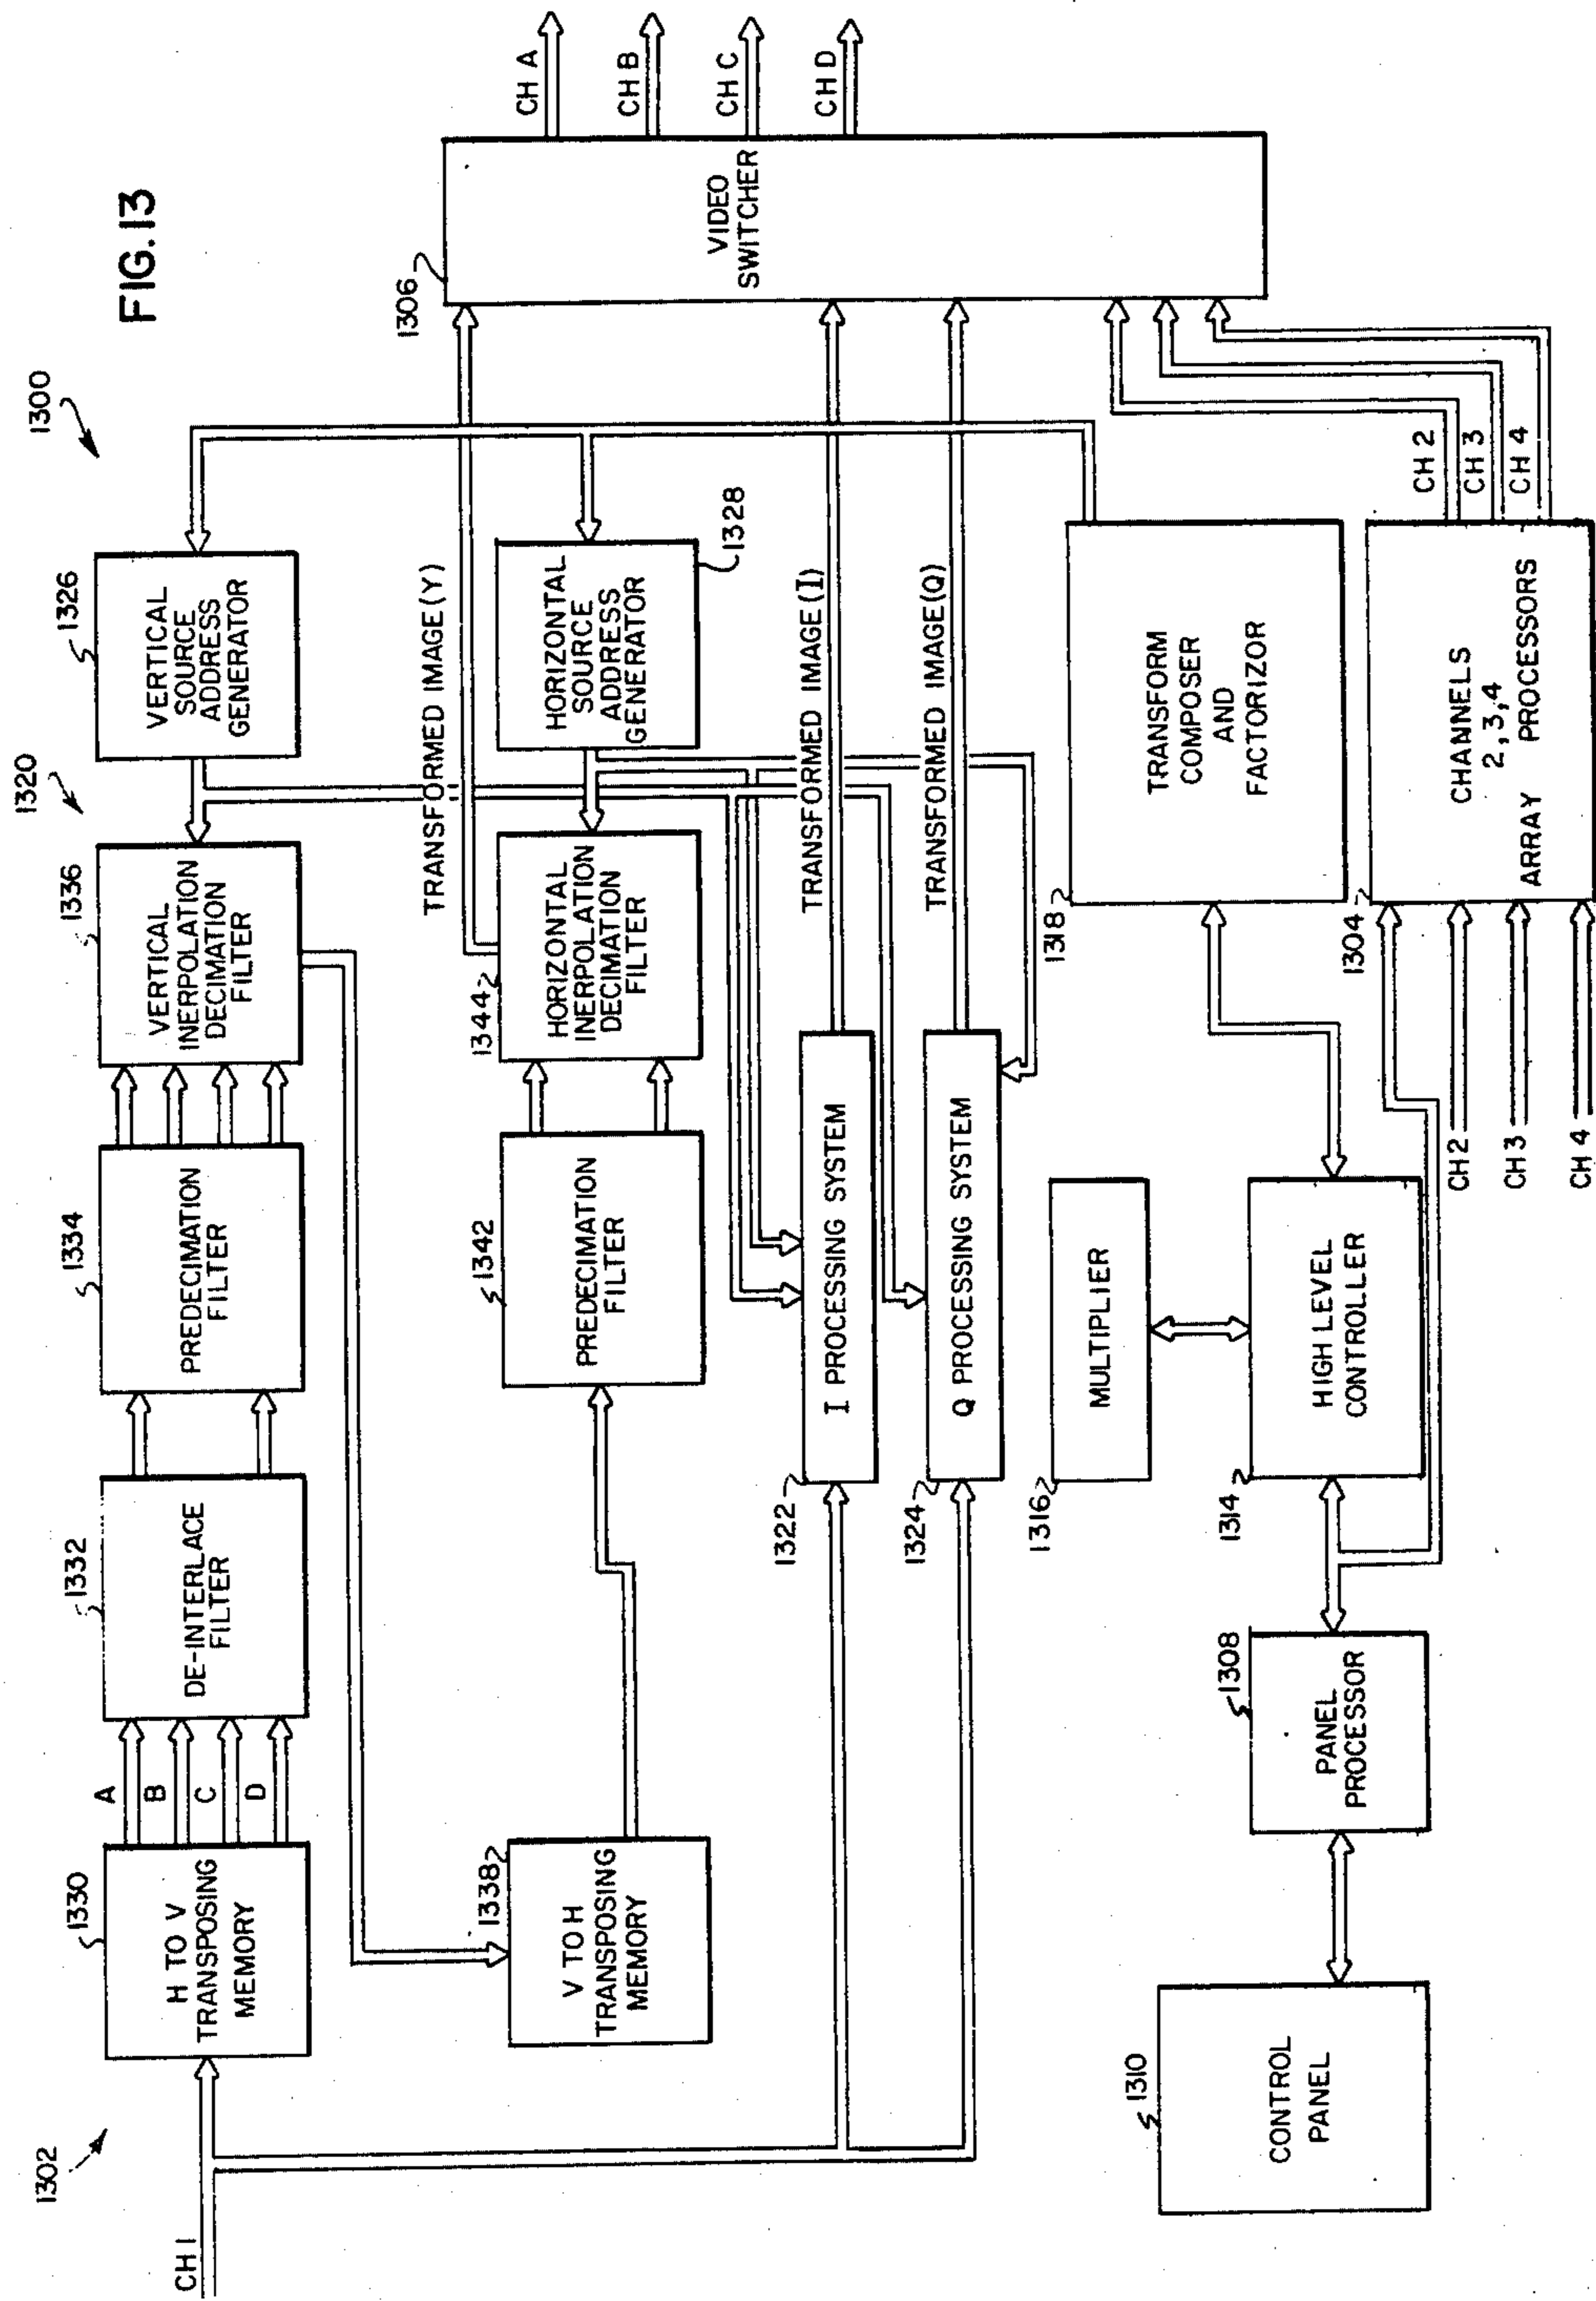 FIG. 13
1300
1302
1320
CH 1
1330
H TO V
TRANSPOSING
MEMORY
A
B
C
D
1332
DE-INTERLACE
FILTER
1334
PREDECIMATION
FILTER
1336
VERTICAL
INERPOLATION
DECIMATION
FILTER
1326
VERTICAL
SOURCE
ADDRESS
GENERATOR
1338
V TO H
TRANSPOSING
MEMORY
1342
PREDECIMATION
FILTER
1344
HORIZONTAL
INERPOLATION
DECIMATION
FILTER
TRANSFORMED IMAGE (Y)
HORIZONTAL
SOURCE
ADDRESS
GENERATOR
1328
1306
VIDEO
SWITCHER
CH A
CH B
CH C
CH D
1322
I PROCESSING SYSTEM
TRANSFORMED IMAGE (I)
1324
Q PROCESSING SYSTEM
TRANSFORMED IMAGE (Q)
1316
MULTIPLIER
1318
TRANSFORM
COMPOSER
AND
FACTORIZOR
1310
CONTROL
PANEL
1308
PANEL
PROCESSOR
1314
HIGH LEVEL
CONTROLLER
1304
CHANNELS
2, 3, 4
ARRAY PROCESSORS
CH 2
CH 3
CH 4
CH 2
CH 3
CH 4